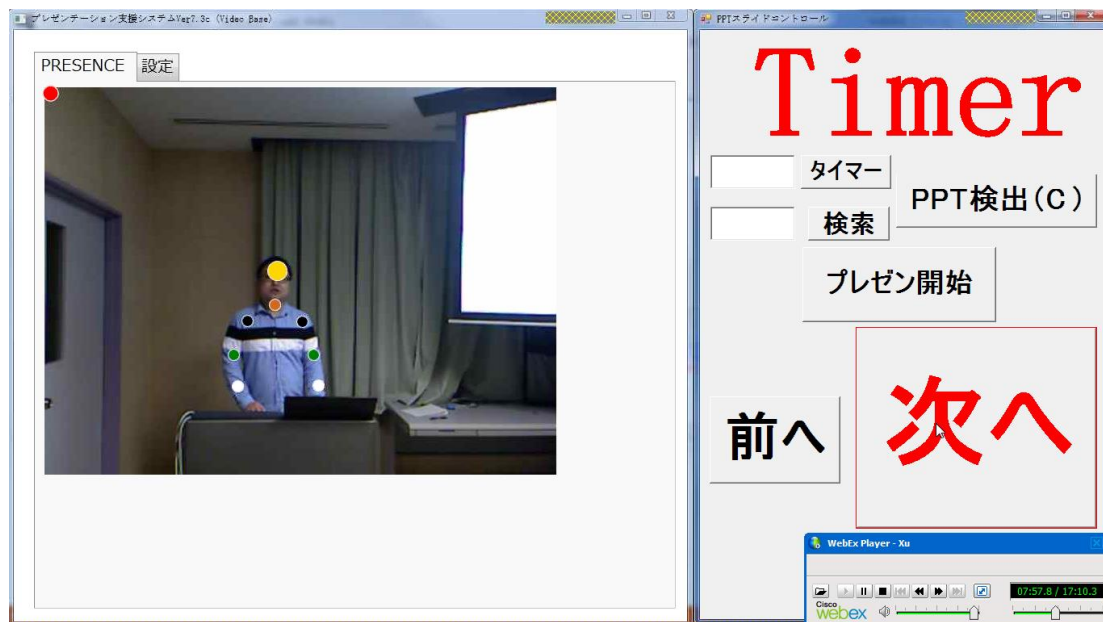 プレゼンテーション支援システムVer7.3c (Video Base)
PRESENCE
設定
PPTスライドコントロール
Timer
タイマー
PPT検出(C)
検索
プレゼン開始
前へ
次へ
WebEx Player - Xu
07:57.8 / 17:10.3
Cisco
webex